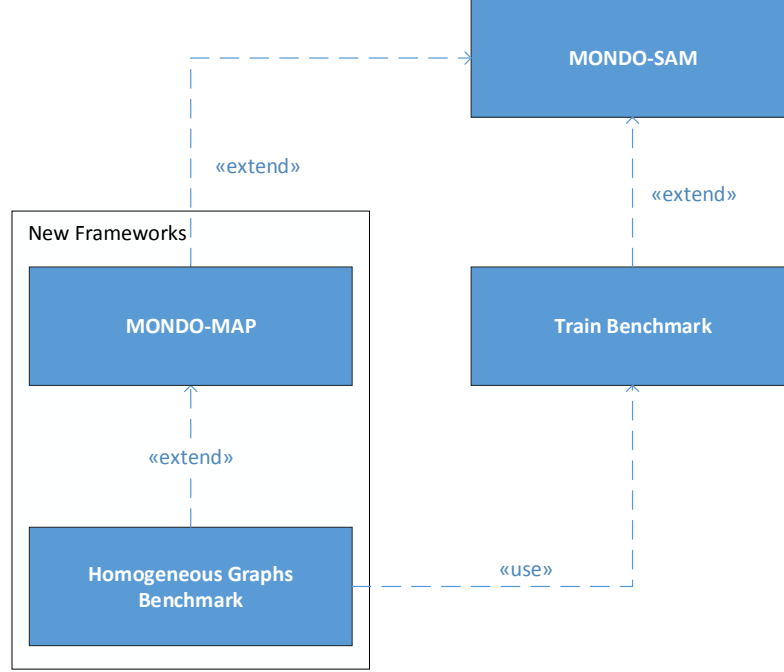 MONDO-SAM
«extend»
«extend»
New Frameworks
MONDO-MAP
Train Benchmark
«extend»
Homogeneous Graphs
Benchmark
«use»